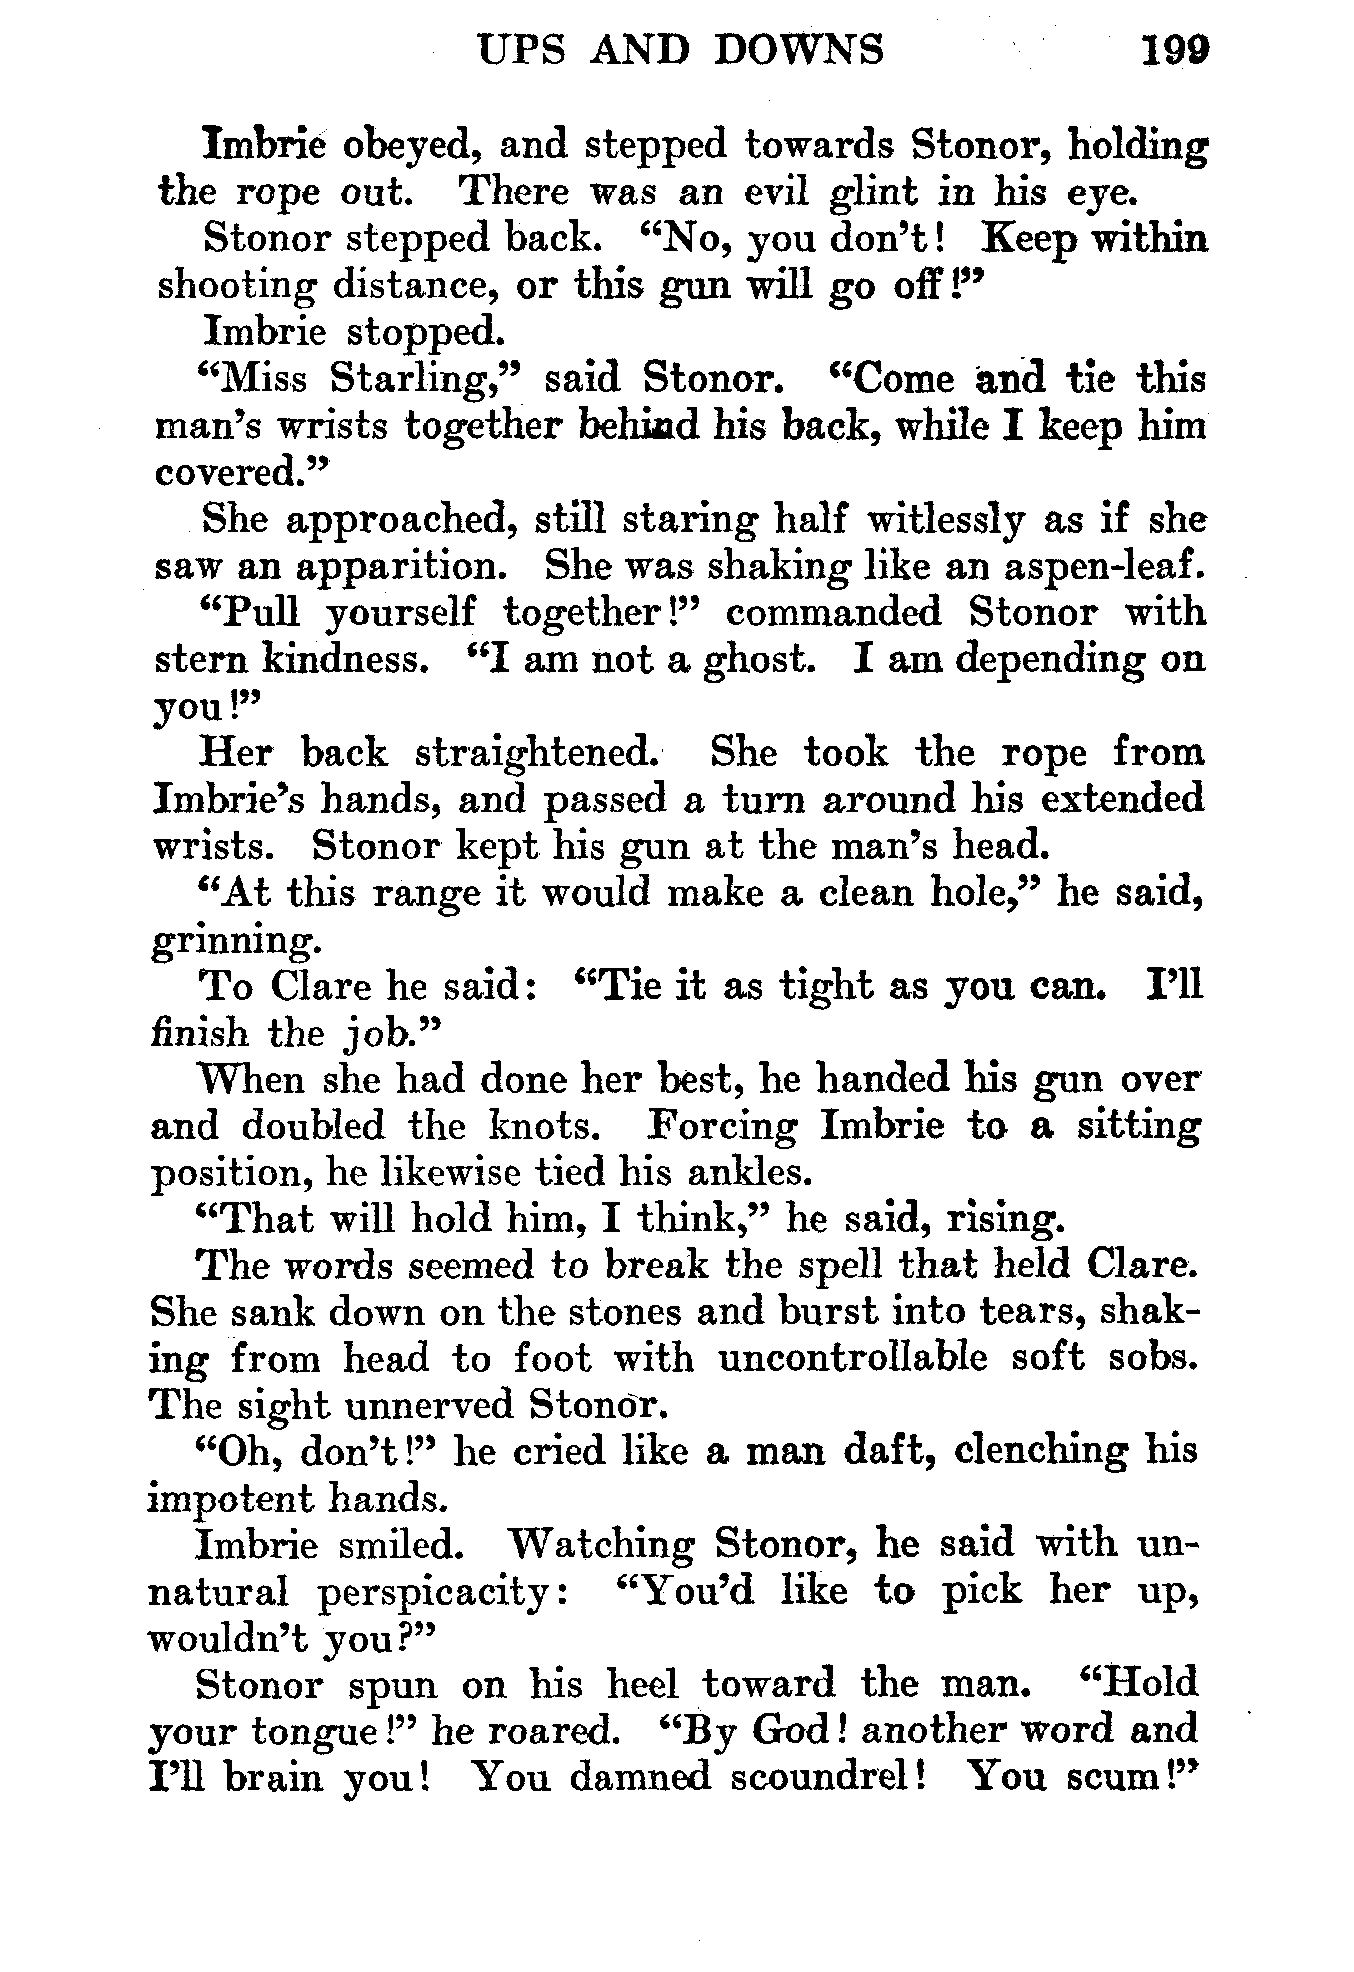 UPS AND DOWNS 199
Imbrie obeyed, and stepped towards Stonor, holding
the rope out. There was an evil glint in his eye.
Stonor stepped back. “No, you don’t! Keep within
shooting distance, or this gun will go off!”
Imbrie stopped.
“Miss Starling,” said Stonor. “Come and tie this
man’s wrists together behind his back, while I keep him
covered.”
She approached, still staring half witlessly as if she
saw an apparition. She was shaking like an aspen-leaf.
“Pull yourself together!” commanded Stonor with
stern kindness. “I am not a ghost. I am depending on
you!”
Her back straightened. She took the rope from
Imbrie’s hands, and passed a turn around his extended
wrists. Stonor kept his gun at the man’s head.
“At this range it would make a clean hole,” he said,
grinning.
To Clare he said: “Tie it as tight as you can. I’ll
finish the job.”
When she had done her best, he handed his gun over
and doubled the knots. Forcing Imbrie to a sitting
position, he likewise tied his ankles.
“That will hold him, I think,” he said, rising.
The words seemed to break the spell that held Clare.
She sank down on the stones and burst into tears, shak-
ing from head to foot with uncontrollable soft sobs.
The sight unnerved Stonor.
“Oh, don’t!” he cried like a man daft, clenching his
impotent hands.
Imbrie smiled. Watching Stonor, he said with un-
natural perspicacity: “You’d like to pick her up,
wouldn’t you?”
Stonor spun on his heel toward the man. “Hold
your tongue!” he roared. “By God! another word and
I’ll brain you! You damned scoundrel! You scum!”